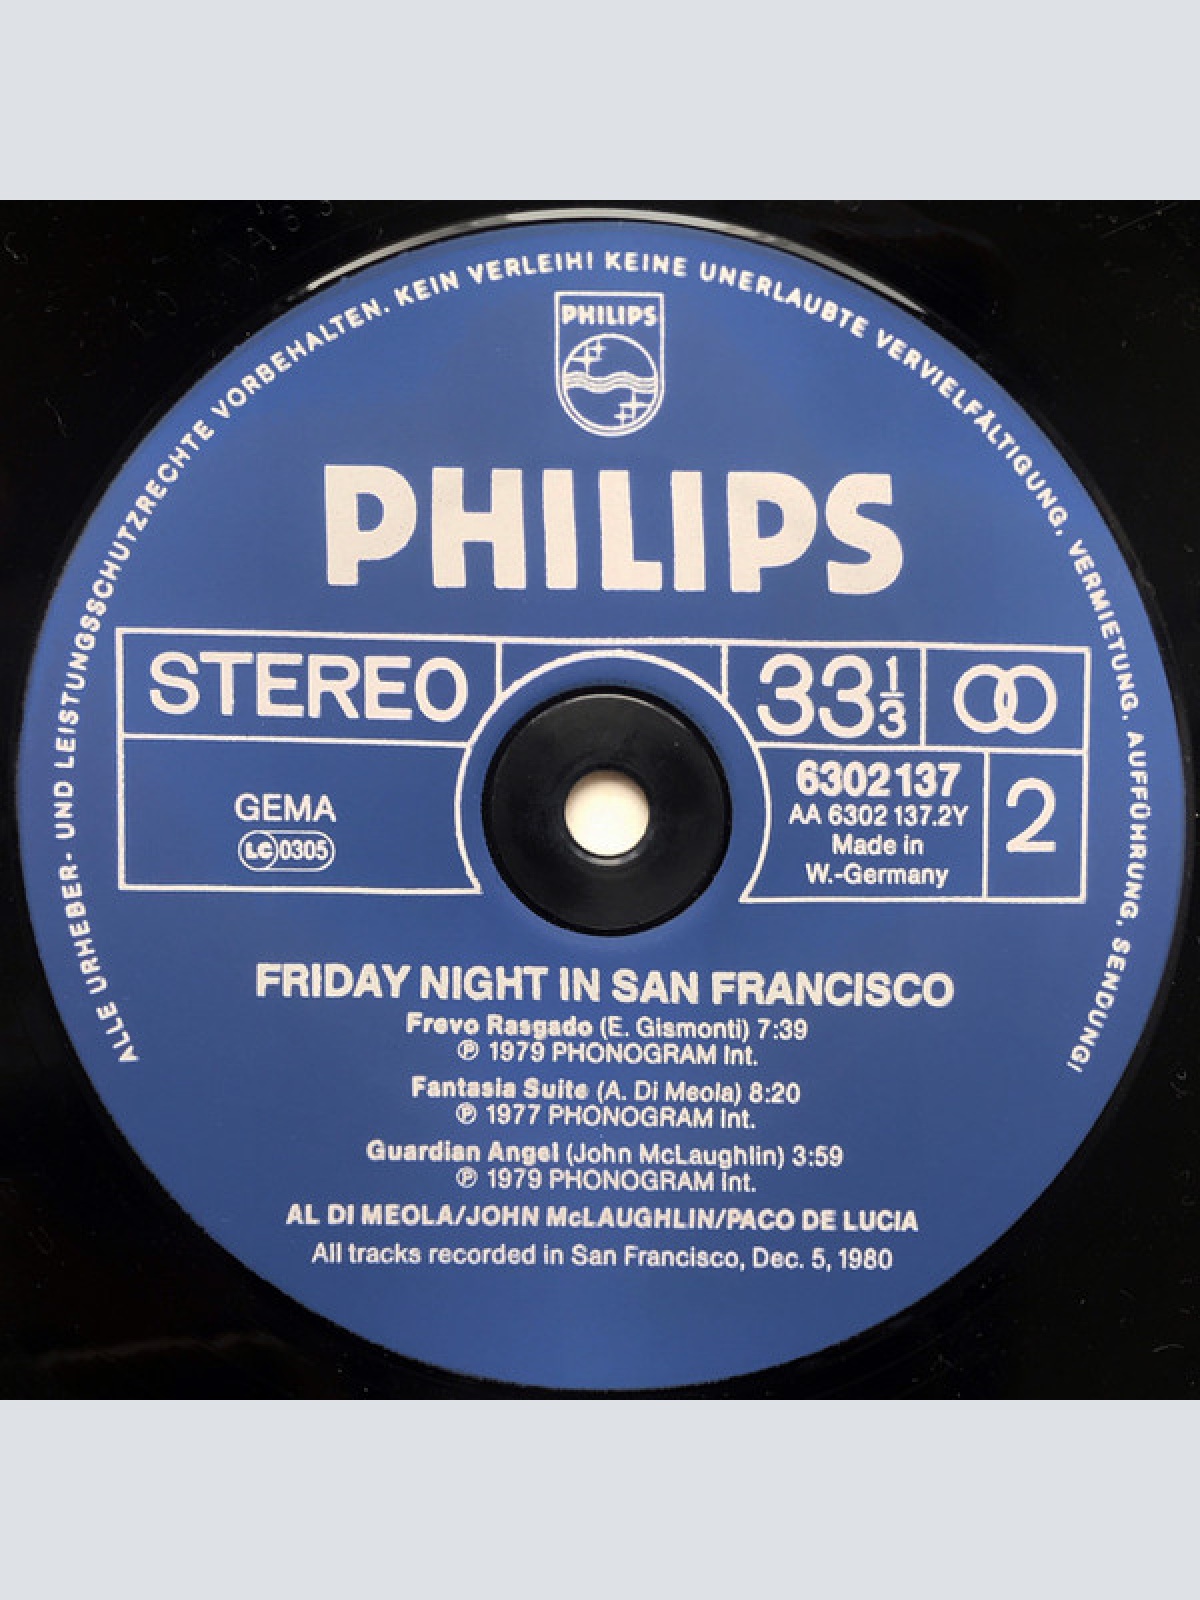 ALLE URHEBER- UND LEISTUNGSSCHUTZRECHTE VORBEHALTEN. KEIN VERLEIH! KEINE UNERLAUBTE VERVIELFÄLTIGUNG, VERMIETUNG, AUFFÜHRUNG, SENDUNG!
PHILIPS
PHILIPS
STEREO
33 1/3
GEMA
LC 0305
6302 137
AA 6302 137.2Y
Made in
W.-Germany
2
FRIDAY NIGHT IN SAN FRANCISCO
Frevo Rasgado (E. Gismonti) 7:39
℗ 1979 PHONOGRAM Int.
Fantasia Suite (A. Di Meola) 8:20
℗ 1977 PHONOGRAM Int.
Guardian Angel (John McLaughlin) 3:59
℗ 1979 PHONOGRAM Int.
AL DI MEOLA/JOHN McLAUGHLIN/PACO DE LUCIA
All tracks recorded in San Francisco, Dec. 5, 1980